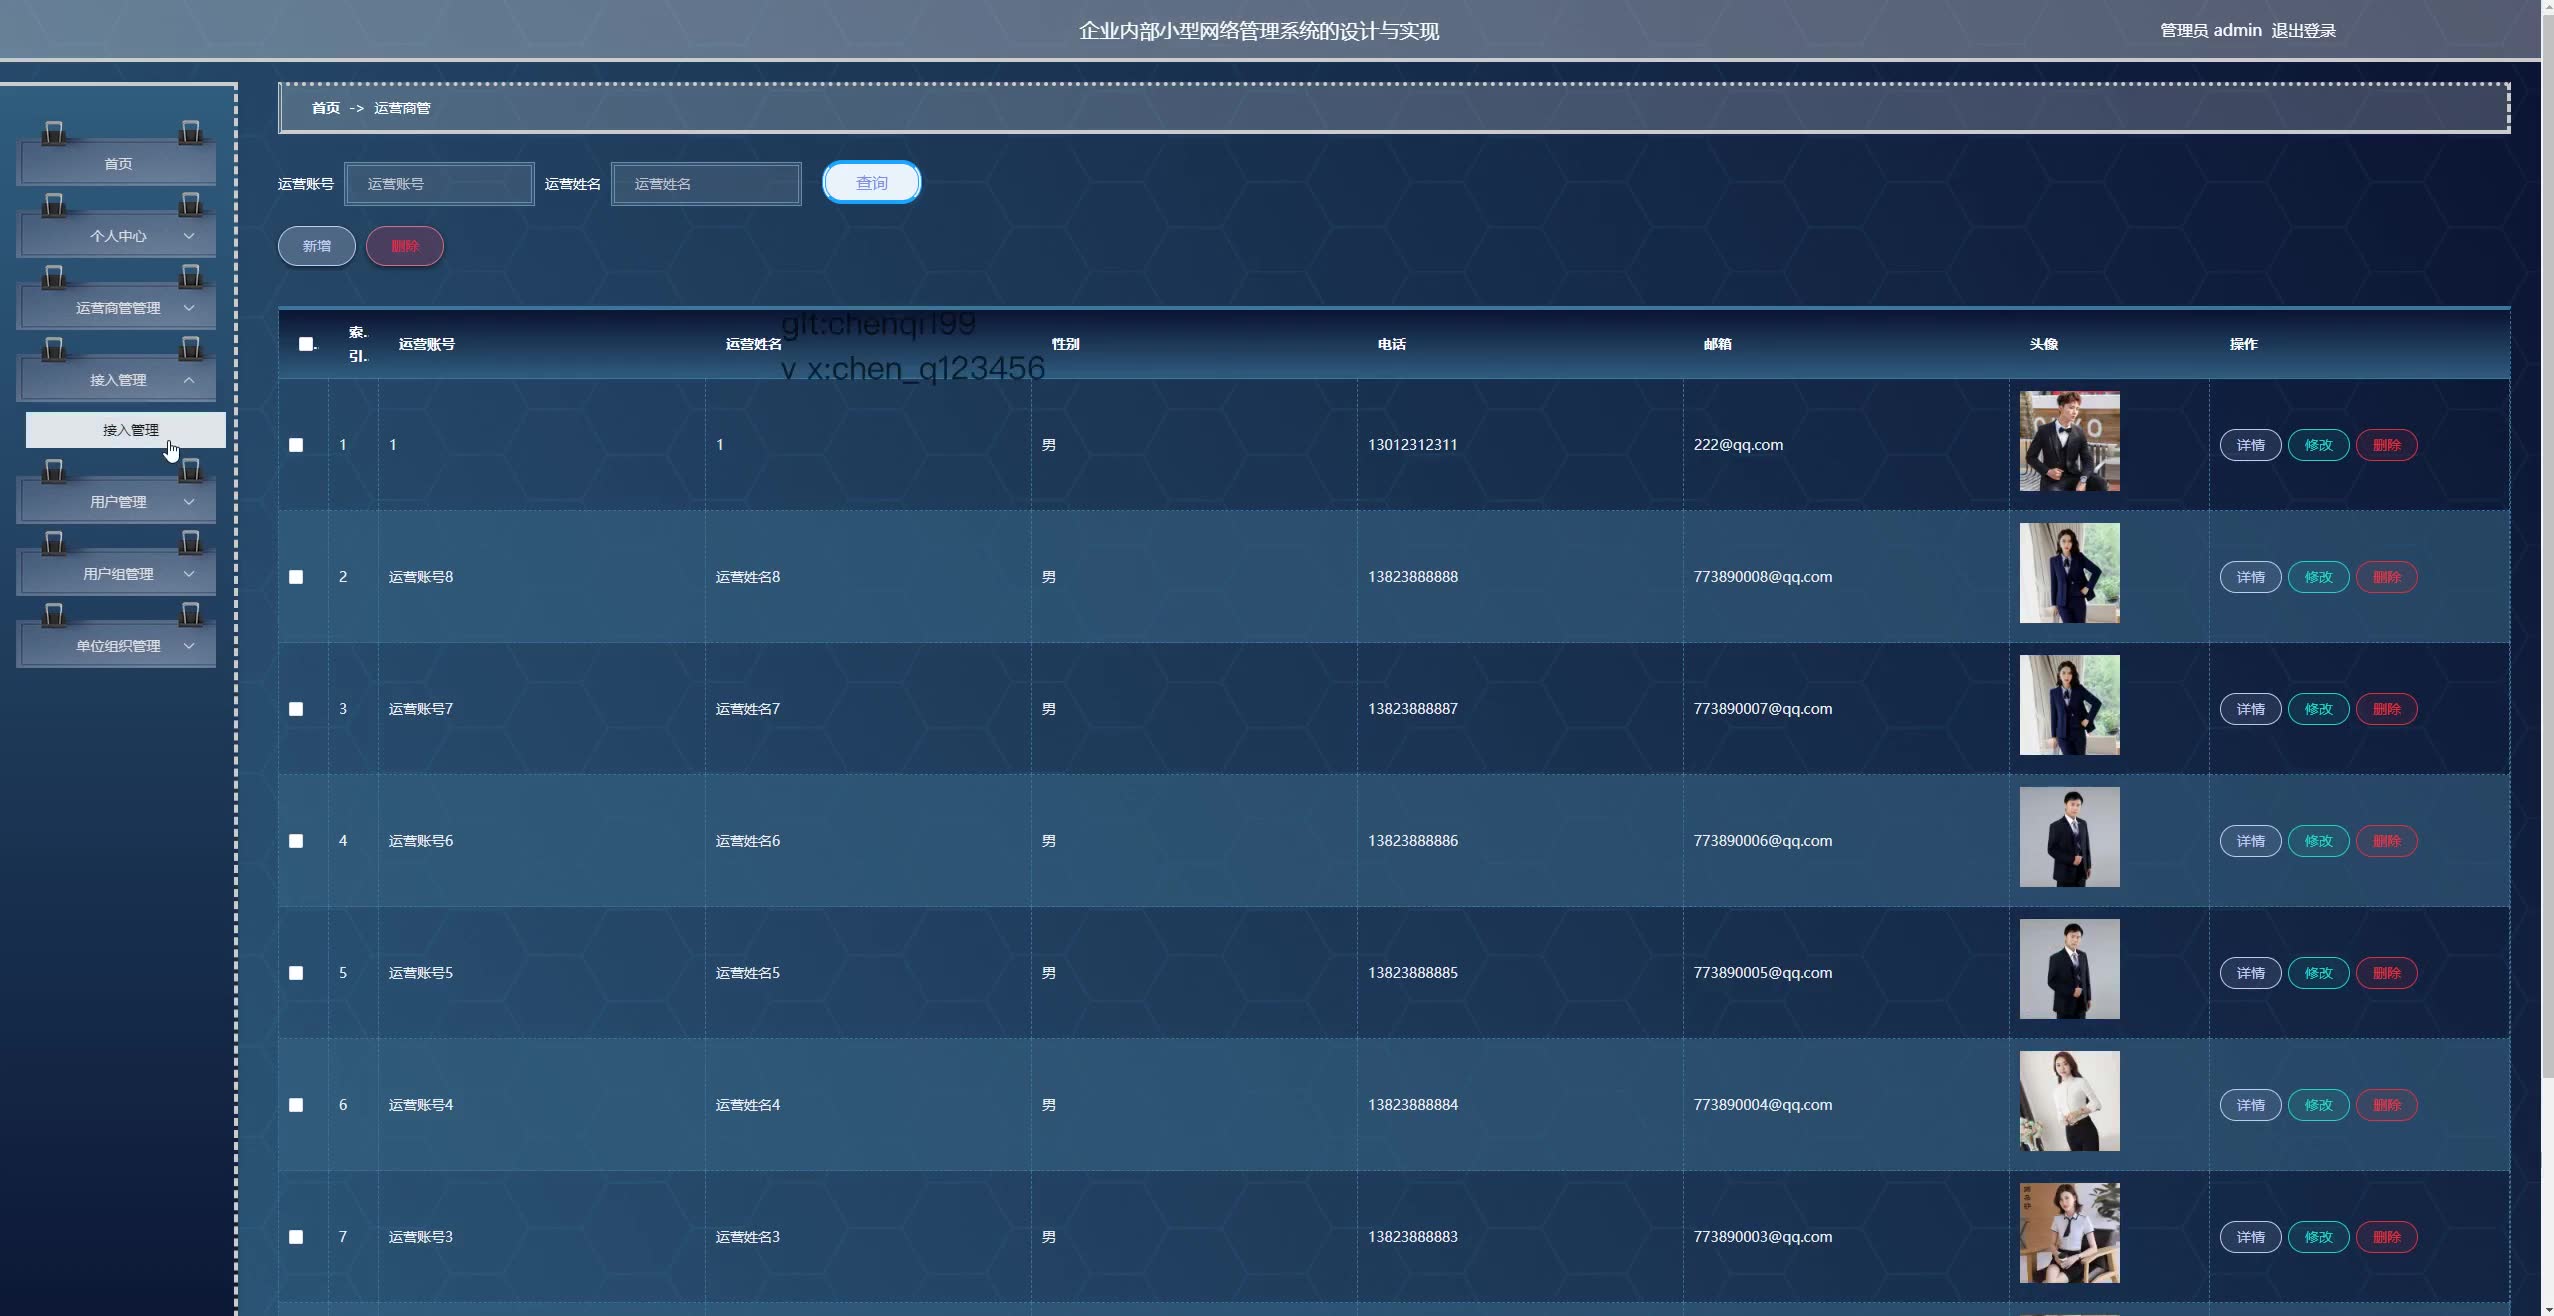 企业内部小型网络管理系统的设计与实现
管理员 admin 退出登录
首页
个人中心
运营商管管理
接入管理
接入管理
用户管理
用户组管理
单位组织管理
首页 -> 运营商管
运营账号 运营账号 运营姓名 运营姓名 查询
新增 删除
glt:chenqi199
v x:chen_q123456
索.. 引.. 运营账号 运营姓名 性别 电话 邮箱 头像 操作
1 1 1 男 13012312311 222@qq.com 详情 修改 删除
2 运营账号8 运营姓名8 男 13823888888 773890008@qq.com 详情 修改 删除
3 运营账号7 运营姓名7 男 13823888887 773890007@qq.com 详情 修改 删除
4 运营账号6 运营姓名6 男 13823888886 773890006@qq.com 详情 修改 删除
5 运营账号5 运营姓名5 男 13823888885 773890005@qq.com 详情 修改 删除
6 运营账号4 运营姓名4 男 13823888884 773890004@qq.com 详情 修改 删除
7 运营账号3 运营姓名3 男 13823888883 773890003@qq.com 详情 修改 删除